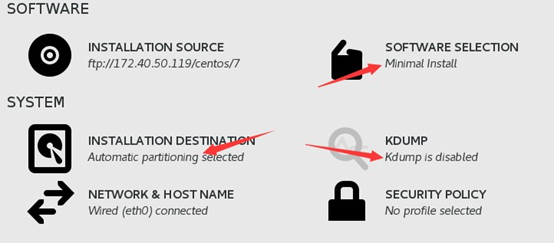 SOFTWARE
INSTALLATION SOURCE
ftp://172.40.50.119/centos/7
SOFTWARE SELECTION
Minimal Install
SYSTEM
INSTALLATION DESTINATION
Automatic partitioning selected
KDUMP
Kdump is disabled
NETWORK & HOST NAME
Wired (eth0) connected
SECURITY POLICY
No profile selected